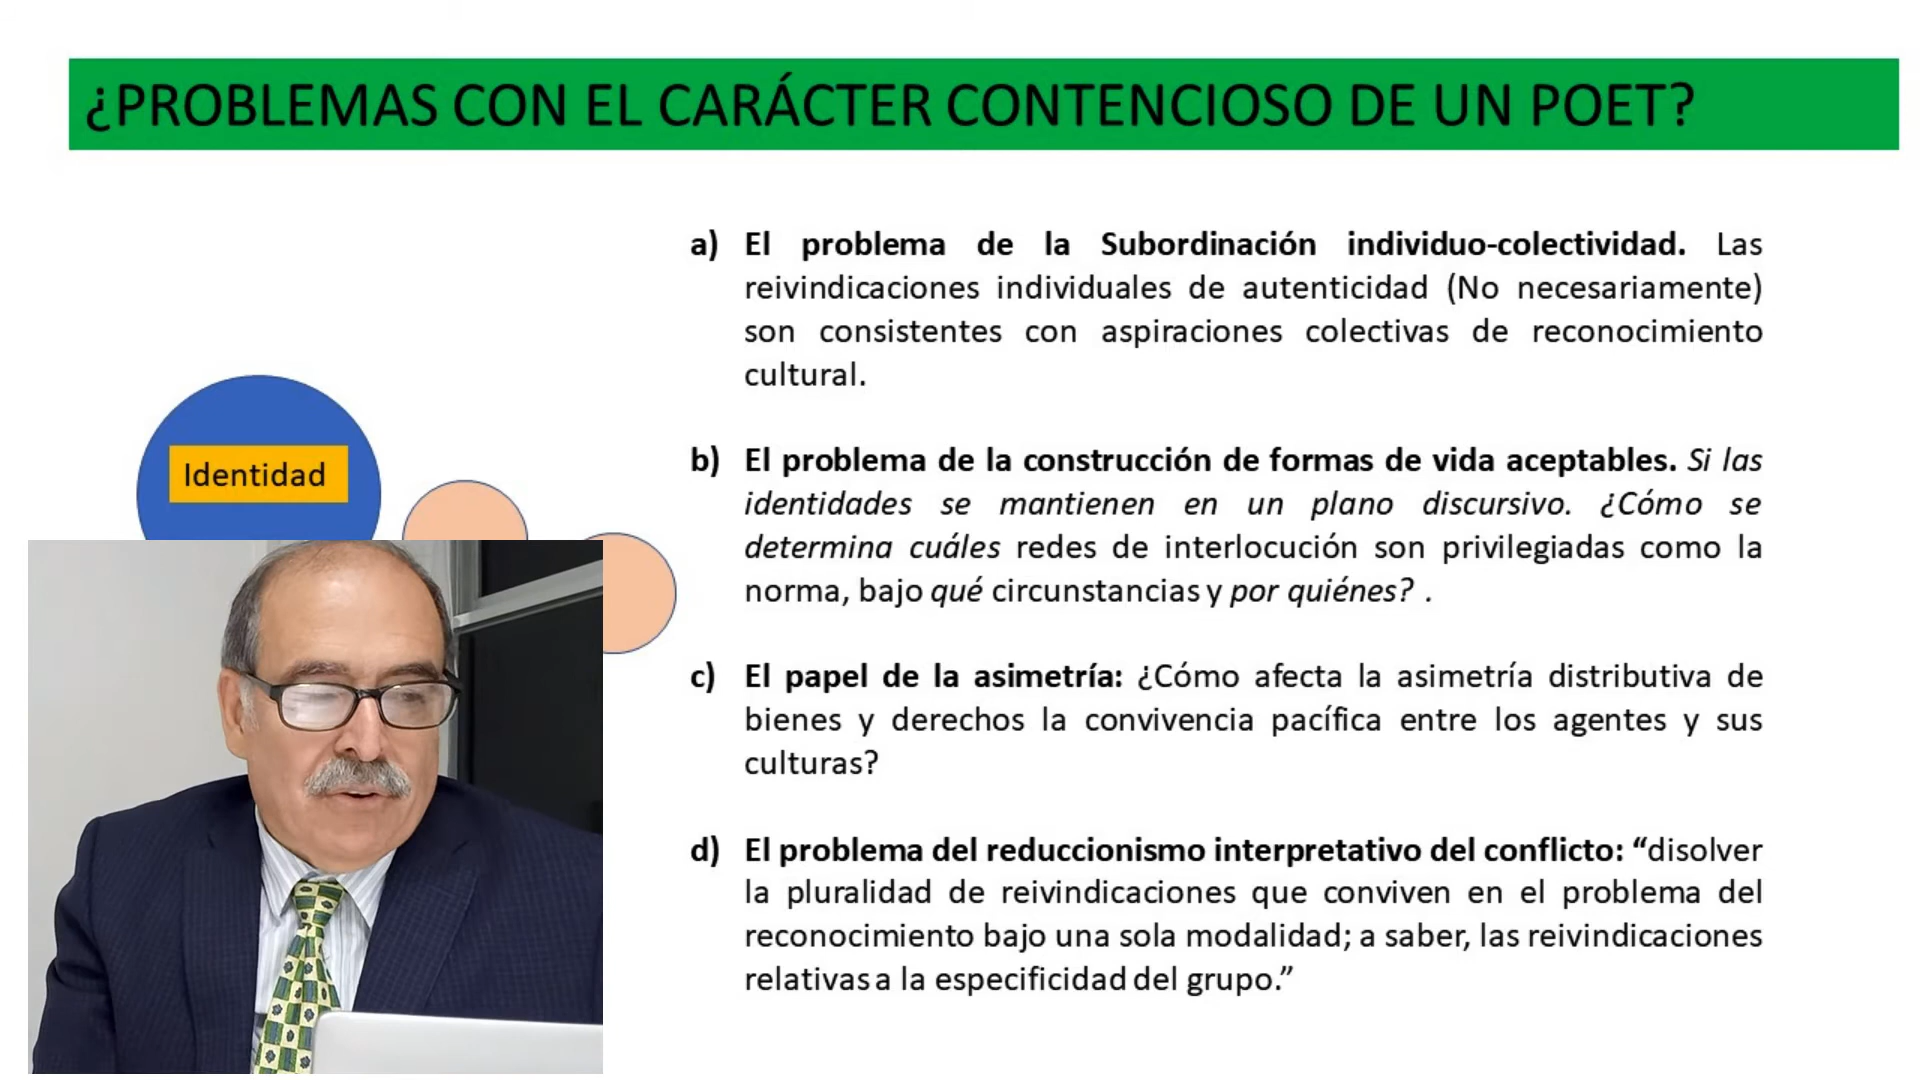 ¿PROBLEMAS CON EL CARÁCTER CONTENCIOSO DE UN POET?
a) El problema de la Subordinación individuo-colectividad. Las
reivindicaciones individuales de autenticidad (No necesariamente)
son consistentes con aspiraciones colectivas de reconocimiento
cultural.
Identidad
b) El problema de la construcción de formas de vida aceptables. Si las
identidades se mantienen en un plano discursivo. ¿Cómo se
determina cuáles redes de interlocución son privilegiadas como la
norma, bajo qué circunstancias y por quiénes? .
c) El papel de la asimetría: ¿Cómo afecta la asimetría distributiva de
bienes y derechos la convivencia pacífica entre los agentes y sus
culturas?
d) El problema del reduccionismo interpretativo del conflicto: “disolver
la pluralidad de reivindicaciones que conviven en el problema del
reconocimiento bajo una sola modalidad; a saber, las reivindicaciones
relativas a la especificidad del grupo.”